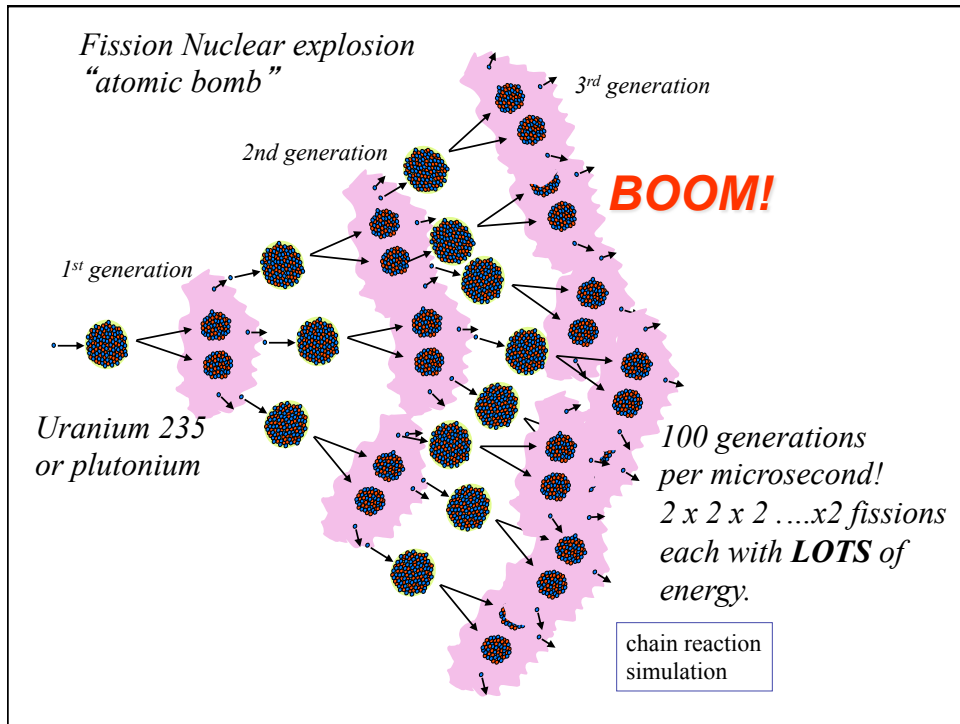 Fission Nuclear explosion
“atomic bomb”
3rd generation
2nd generation
BOOM!
1st generation
Uranium 235
or plutonium
100 generations
per microsecond!
2 x 2 x 2 ….x2 fissions
each with LOTS of
energy.
chain reaction
simulation